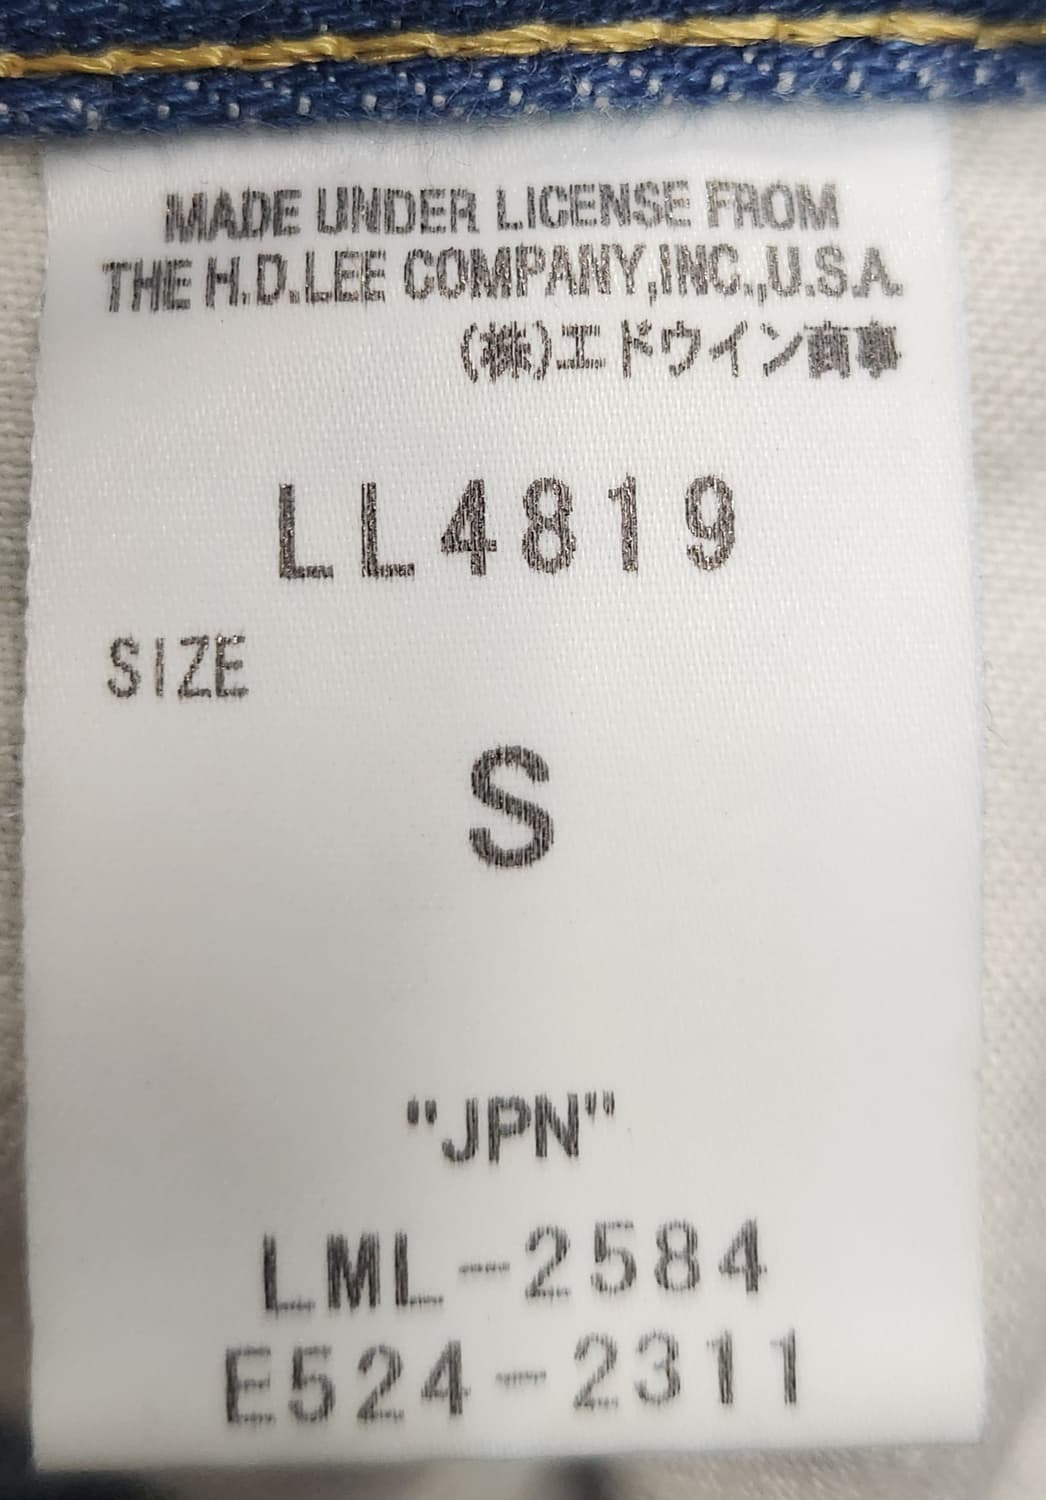 MADE UNDER LICENSE FROM
THE H.D.LEE COMPANY,INC.,U.S.A.
(株)エドウイン商事
LL4819
SIZE
S
"JPN"
LML-2584
E524-2311